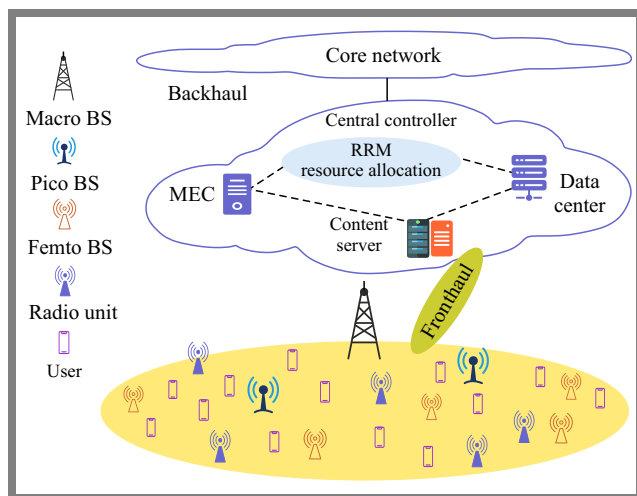 Core network
Backhaul
Macro BS
Central controller
RRM
resource allocation
Pico BS
MEC
Data
center
Content
server
Femto BS
Fronthaul
Radio unit
User